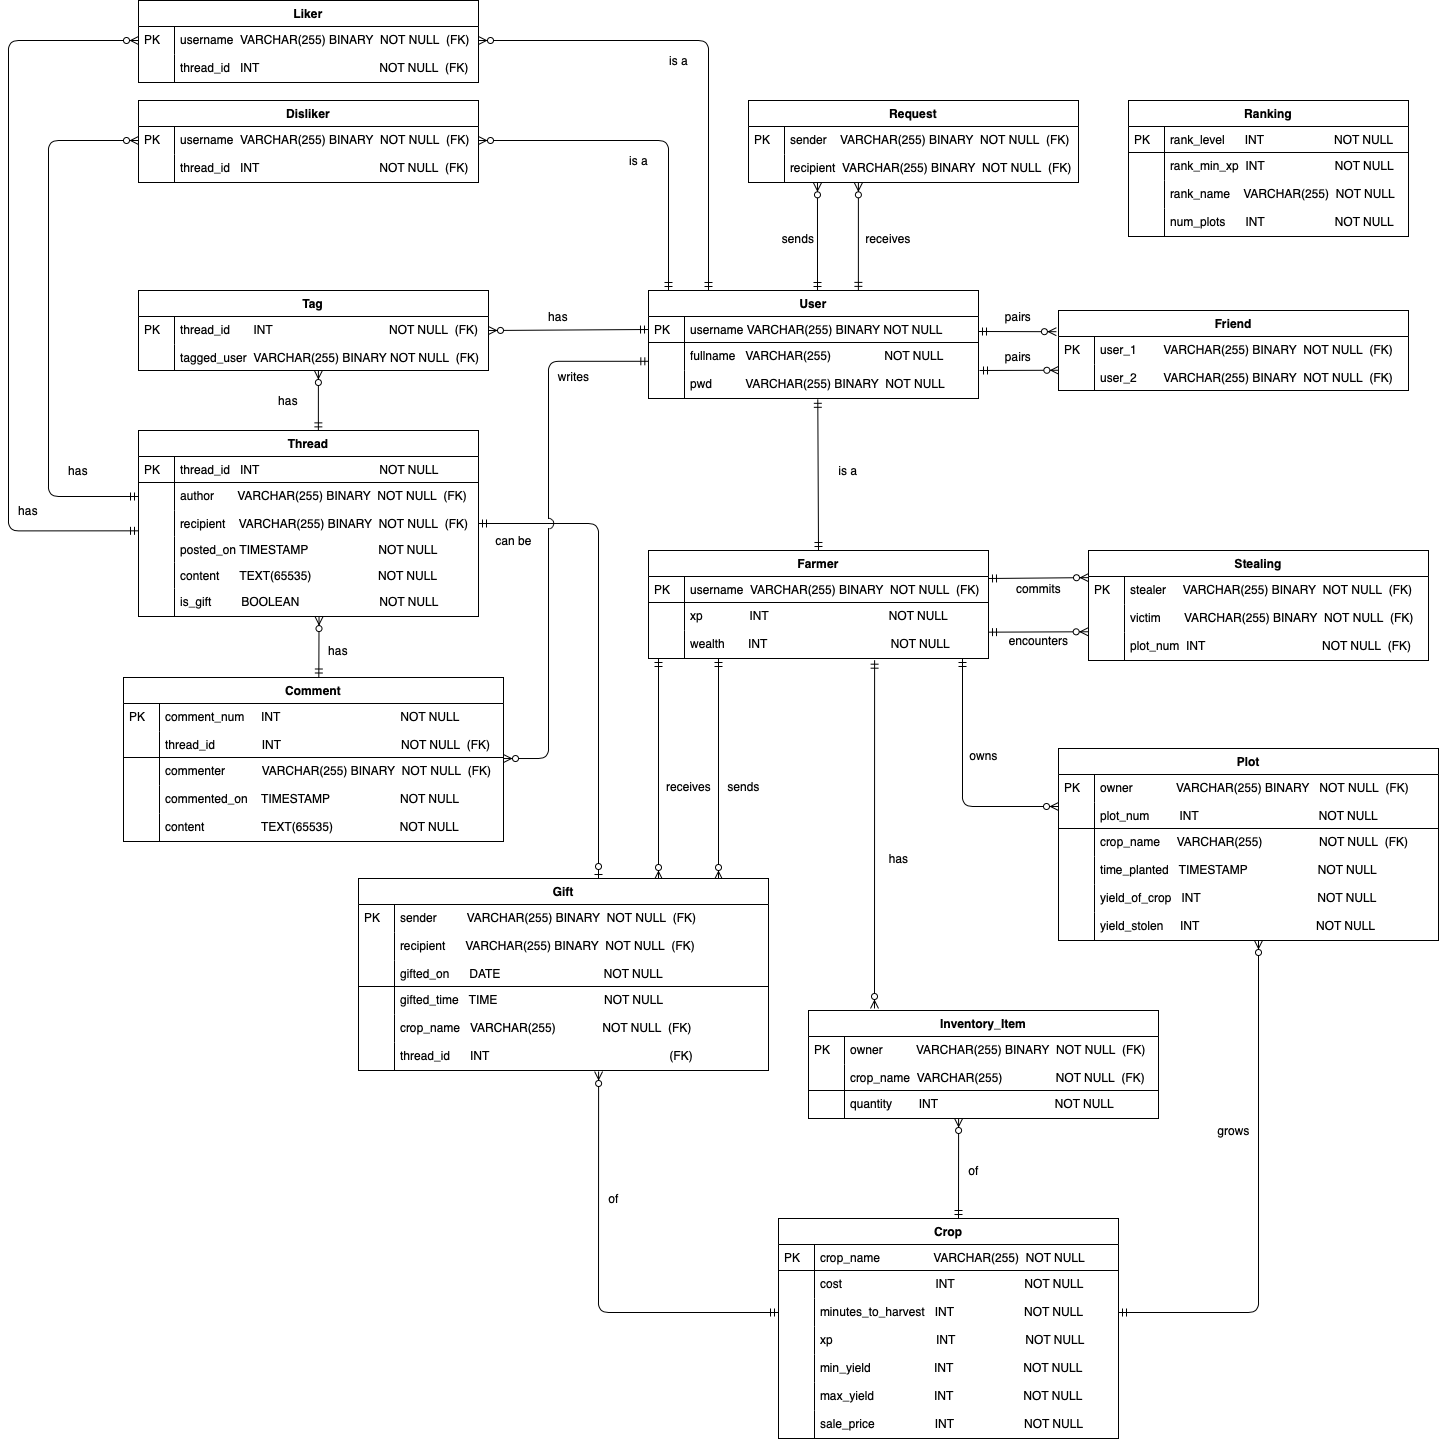 Liker
PK username VARCHAR(255) BINARY NOT NULL (FK)
thread_id INT NOT NULL (FK)
is a
Disliker
PK username VARCHAR(255) BINARY NOT NULL (FK)
thread_id INT NOT NULL (FK)
is a
Request
PK sender VARCHAR(255) BINARY NOT NULL (FK)
recipient VARCHAR(255) BINARY NOT NULL (FK)
sends
receives
Ranking
PK rank_level INT NOT NULL
rank_min_xp INT NOT NULL
rank_name VARCHAR(255) NOT NULL
num_plots INT NOT NULL
Tag
PK thread_id INT NOT NULL (FK)
tagged_user VARCHAR(255) BINARY NOT NULL (FK)
has
has
writes
User
PK username VARCHAR(255) BINARY NOT NULL
fullname VARCHAR(255) NOT NULL
pwd VARCHAR(255) BINARY NOT NULL
pairs
pairs
Friend
PK user_1 VARCHAR(255) BINARY NOT NULL (FK)
user_2 VARCHAR(255) BINARY NOT NULL (FK)
has
has
Thread
PK thread_id INT NOT NULL
author VARCHAR(255) BINARY NOT NULL (FK)
recipient VARCHAR(255) BINARY NOT NULL (FK)
posted_on TIMESTAMP NOT NULL
content TEXT(65535) NOT NULL
is_gift BOOLEAN NOT NULL
can be
is a
has
Farmer
PK username VARCHAR(255) BINARY NOT NULL (FK)
xp INT NOT NULL
wealth INT NOT NULL
commits
encounters
Stealing
PK stealer VARCHAR(255) BINARY NOT NULL (FK)
victim VARCHAR(255) BINARY NOT NULL (FK)
plot_num INT NOT NULL (FK)
Comment
PK comment_num INT NOT NULL
thread_id INT NOT NULL (FK)
commenter VARCHAR(255) BINARY NOT NULL (FK)
commented_on TIMESTAMP NOT NULL
content TEXT(65535) NOT NULL
receives
sends
owns
has
Plot
PK owner VARCHAR(255) BINARY NOT NULL (FK)
plot_num INT NOT NULL
crop_name VARCHAR(255) NOT NULL (FK)
time_planted TIMESTAMP NOT NULL
yield_of_crop INT NOT NULL
yield_stolen INT NOT NULL
Gift
PK sender VARCHAR(255) BINARY NOT NULL (FK)
recipient VARCHAR(255) BINARY NOT NULL (FK)
gifted_on DATE NOT NULL
gifted_time TIME NOT NULL
crop_name VARCHAR(255) NOT NULL (FK)
thread_id INT (FK)
Inventory_Item
PK owner VARCHAR(255) BINARY NOT NULL (FK)
crop_name VARCHAR(255) NOT NULL (FK)
quantity INT NOT NULL
grows
of
of
Crop
PK crop_name VARCHAR(255) NOT NULL
cost INT NOT NULL
minutes_to_harvest INT NOT NULL
xp INT NOT NULL
min_yield INT NOT NULL
max_yield INT NOT NULL
sale_price INT NOT NULL